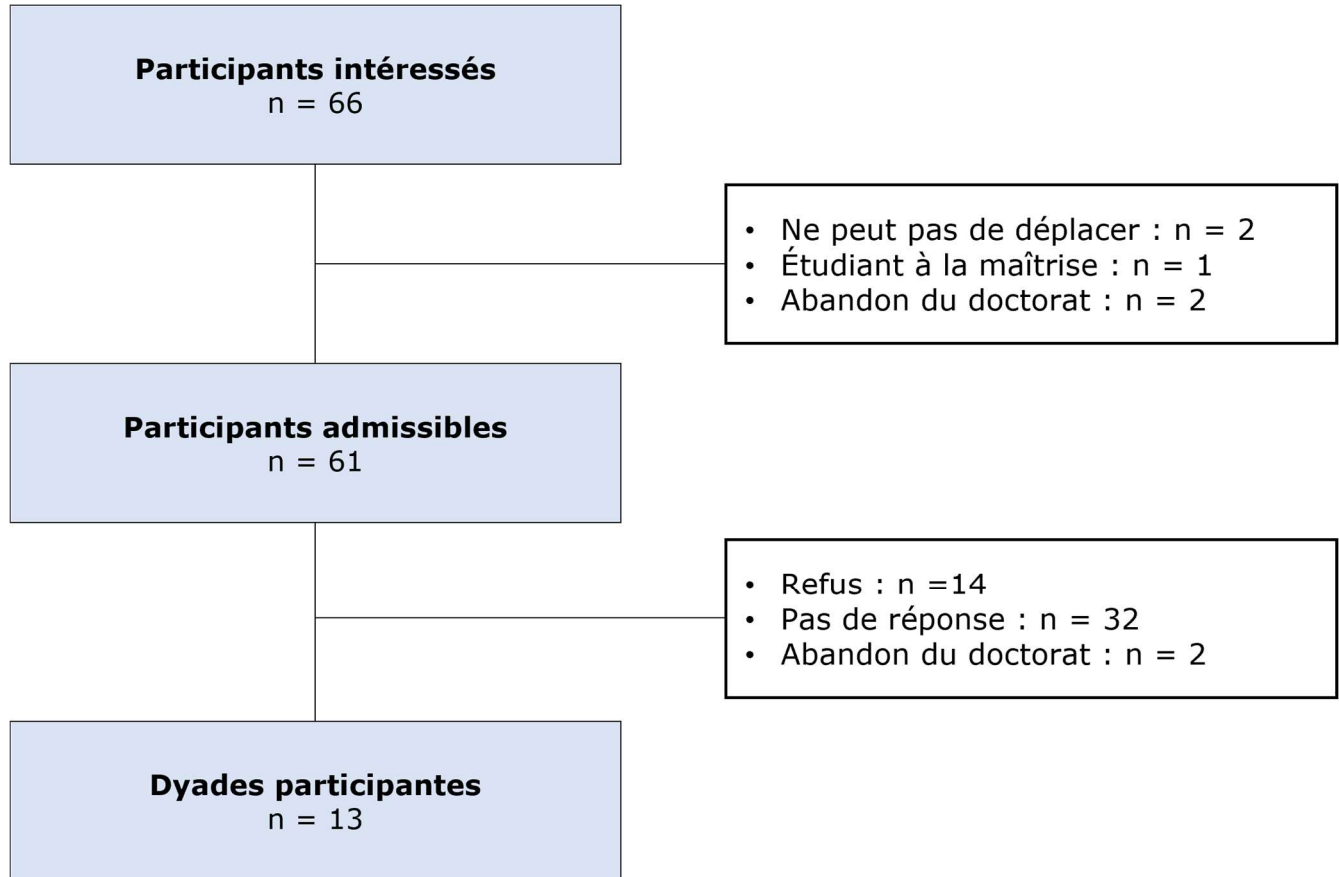 Participants intéressés
n = 66
• Ne peut pas de déplacer : n = 2
• Étudiant à la maîtrise : n = 1
• Abandon du doctorat : n = 2
Participants admissibles
n = 61
• Refus : n =14
• Pas de réponse : n = 32
• Abandon du doctorat : n = 2
Dyades participantes
n = 13